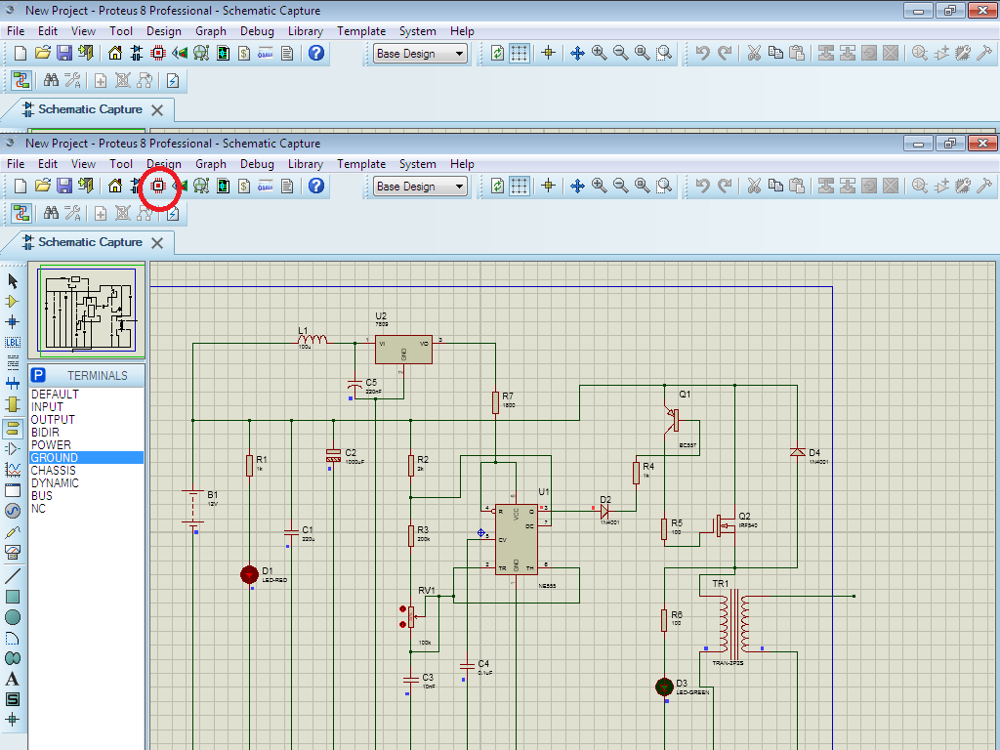 New Project - Proteus 8 Professional - Schematic Capture
File Edit View Tool Design Graph Debug Library Template System Help
Base Design
Schematic Capture
New Project - Proteus 8 Professional - Schematic Capture
File Edit View Tool Design Graph Debug Library Template System Help
Base Design
Schematic Capture
LBL
P TERMINALS
DEFAULT
INPUT
OUTPUT
BIDIR
POWER
GROUND
CHASSIS
DYNAMIC
BUS
NC
A
S
U2
7809
L1
100u
1 VI VO 3
GND
2
C5
220nF
R7
1800
Q1
BC557
R1
1k
C2
1000uF
R2
2k
R4
1k
D4
1N4001
B1
12V
U1
8
VCC
4 R Q 3
DC 7
5 CV
2 TR TH 6
GND
1
NE555
D2
1N4001
C1
220u
R3
200k
R5
100
Q2
IRF540
D1
LED-RED
RV1
100k
TR1
TRAN-2P2S
R6
100
C4
0.1uF
C3
10nF
D3
LED-GREEN